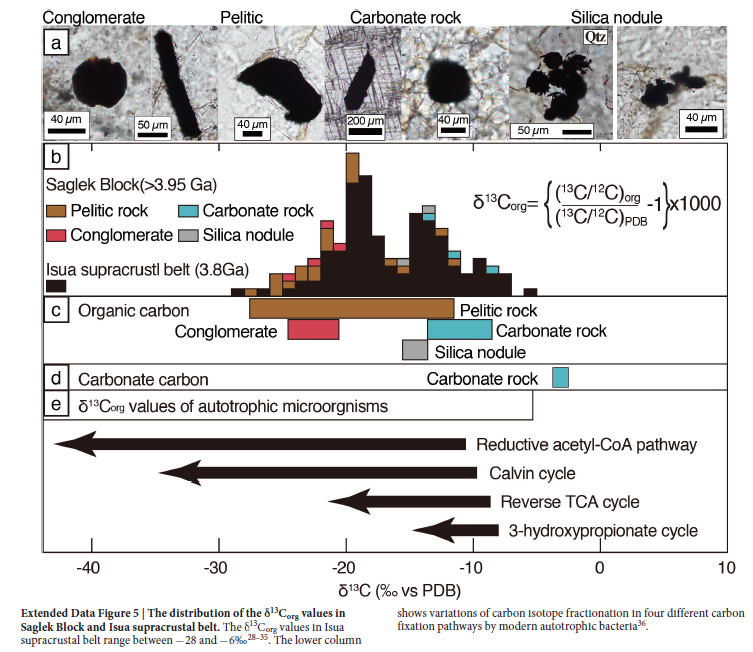 Conglomerate Pelitic Carbonate rock Silica nodule
a
Qtz
40 µm 50 µm 40 µm 200 µm 40 µm 50 µm 40 µm
b
Saglek Block(>3.95 Ga)
Pelitic rock Carbonate rock
Conglomerate Silica nodule
Isua supracrustl belt (3.8Ga)
δ¹³Corg= {(¹³C/¹²C)org/(¹³C/¹²C)PDB -1}x1000
c Organic carbon Pelitic rock
Conglomerate Carbonate rock
Silica nodule
d Carbonate carbon Carbonate rock
e δ¹³Corg values of autotrophic microorgnisms
Reductive acetyl-CoA pathway
Calvin cycle
Reverse TCA cycle
3-hydroxypropionate cycle
-40 -30 -20 -10 0 10
δ¹³C (‰ vs PDB)
Extended Data Figure 5 | The distribution of the δ¹³Corg values in
Saglek Block and Isua supracrustal belt. The δ¹³Corg values in Isua
supracrustal belt range between −28 and −6‰²⁸⁻³⁵. The lower column
shows variations of carbon isotope fractionation in four different carbon
fixation pathways by modern autotrophic bacteria³⁶.